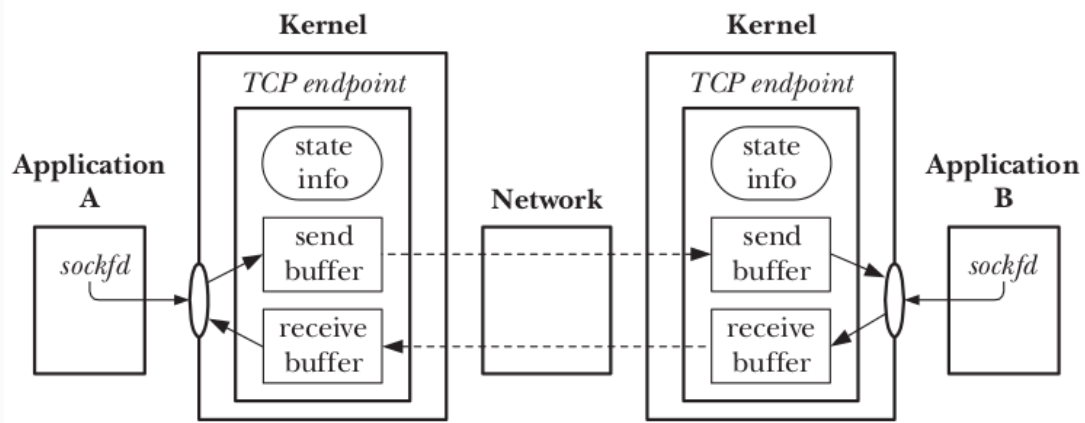 Kernel
TCP endpoint
state
info
send
buffer
receive
buffer
Application
A
sockfd
Network
Kernel
TCP endpoint
state
info
send
buffer
receive
buffer
Application
B
sockfd